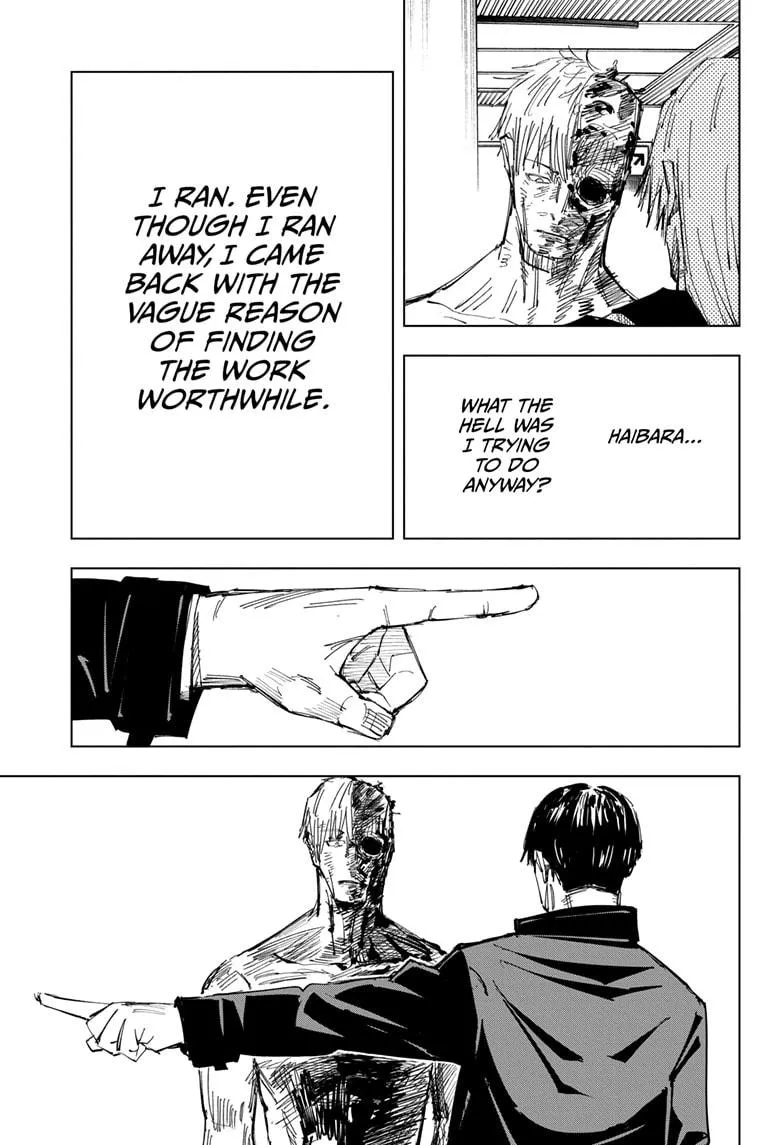 HAIBARA...
WHAT THE
HELL WAS
I TRYING
TO DO
ANYWAY?
I RAN. EVEN
THOUGH I RAN
AWAY, I CAME
BACK WITH THE
VAGUE REASON
OF FINDING
THE WORK
WORTHWHILE.